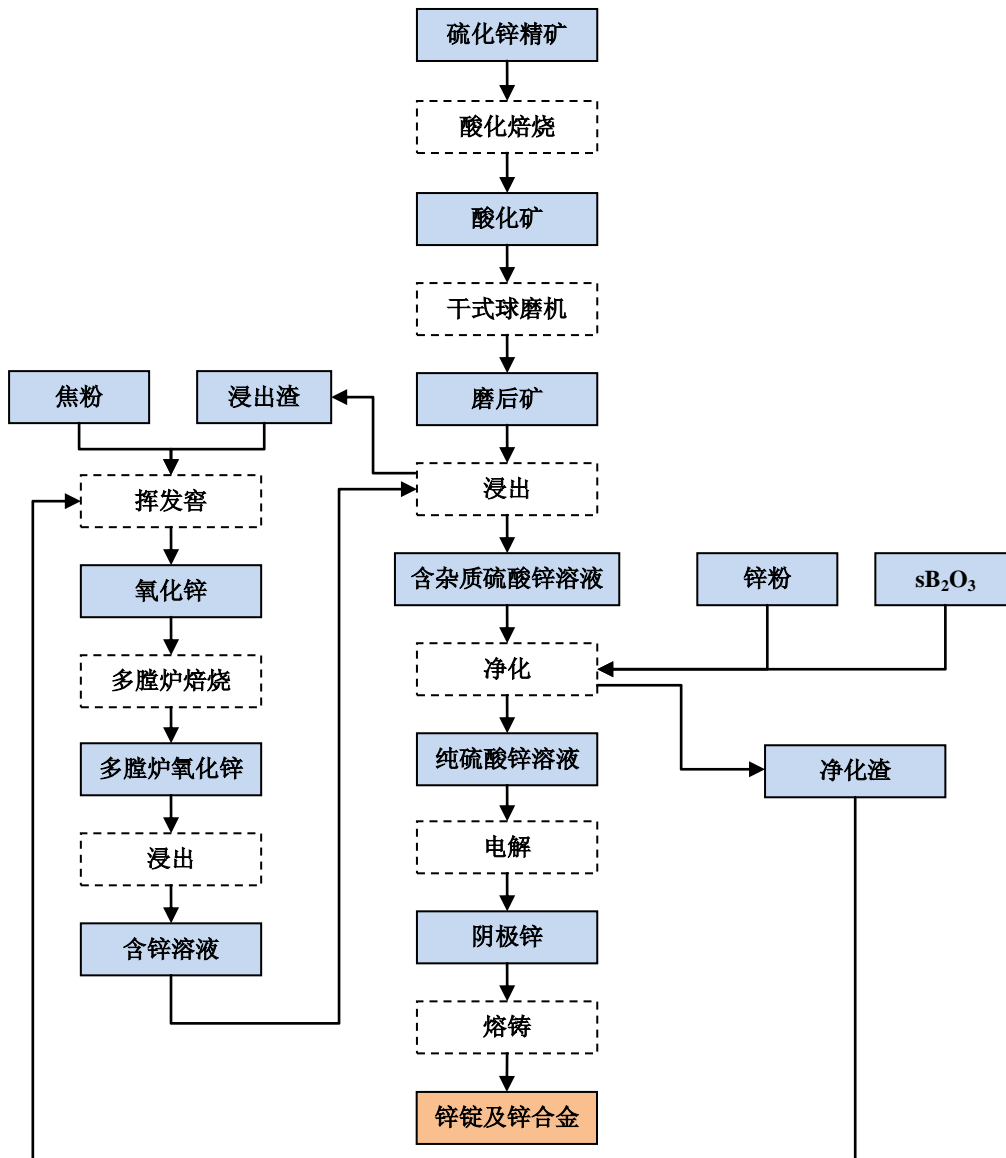 硫化锌精矿
酸化焙烧
酸化矿
干式球磨机
焦粉
浸出渣
磨后矿
挥发窑
浸出
氧化锌
含杂质硫酸锌溶液
锌粉
sB₂O₃
多膛炉焙烧
净化
多膛炉氧化锌
纯硫酸锌溶液
净化渣
浸出
电解
含锌溶液
阴极锌
熔铸
锌锭及锌合金